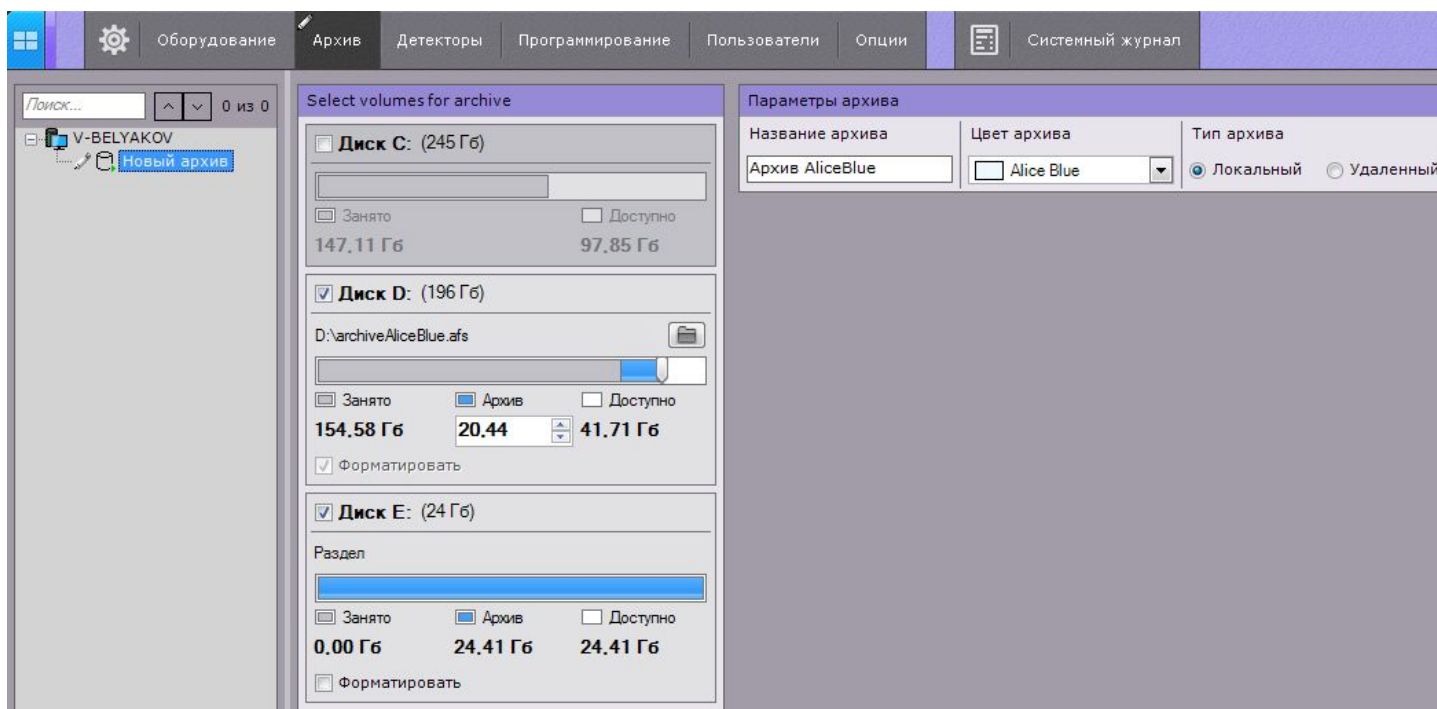 Оборудование Архив Детекторы Программирование Пользователи Опции Системный журнал
Поиск... 0 из 0
V-BELYAKOV
Новый архив
Select volumes for archive
Диск C: (245 Гб)
Занято Доступно
147,11 Гб 97,85 Гб
Диск D: (196 Гб)
D:\archiveAliceBlue.afs
Занято Архив Доступно
154,58 Гб 20,44 41,71 Гб
Форматировать
Диск E: (24 Гб)
Раздел
Занято Архив Доступно
0,00 Гб 24,41 Гб 24,41 Гб
Форматировать
Параметры архива
Название архива Цвет архива Тип архива
Архив AliceBlue Alice Blue Локальный Удаленный